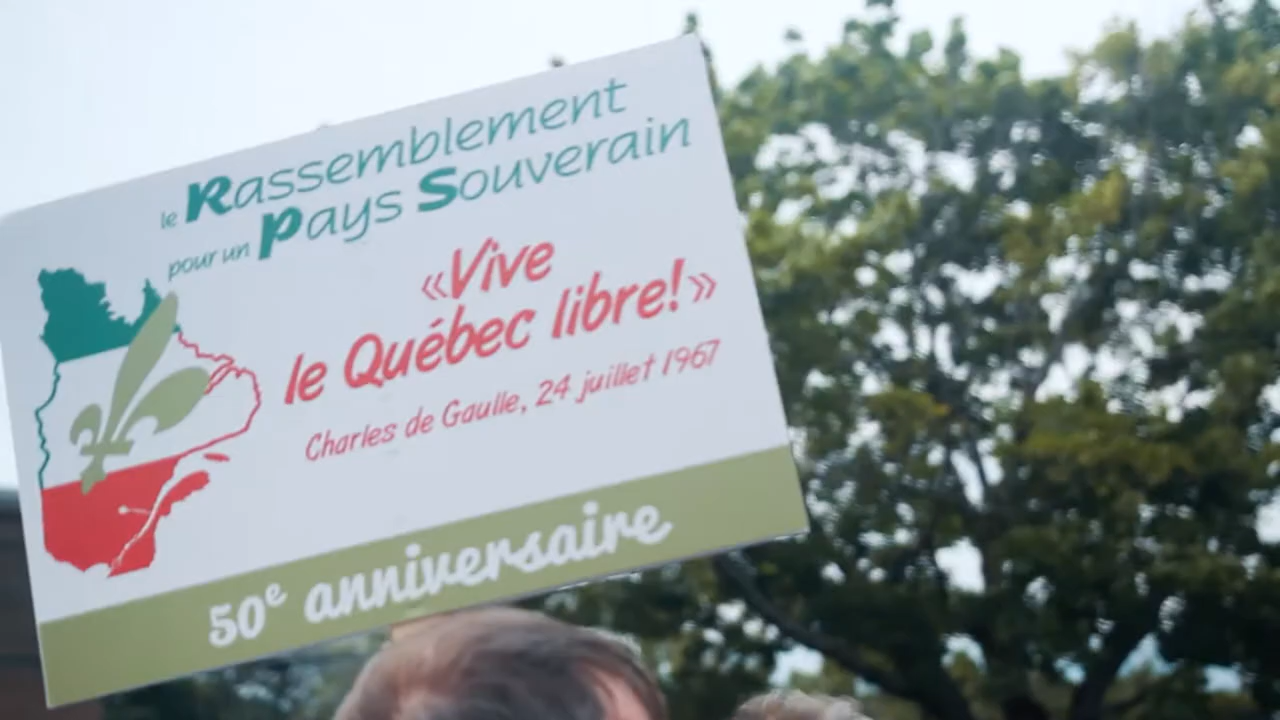 le Rassemblement
pour un Pays Souverain
«Vive
le Québec libre!»
Charles de Gaulle, 24 juillet 1967
50e anniversaire